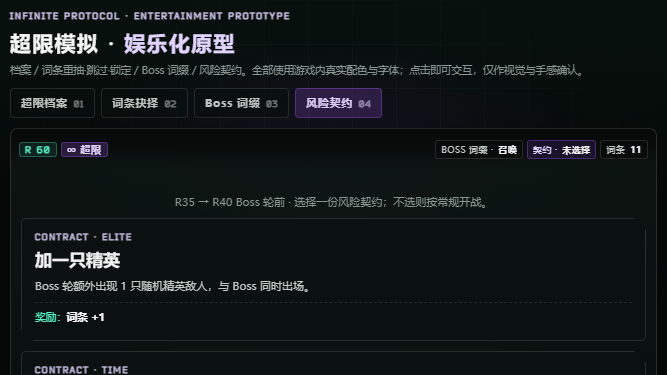 INFINITE PROTOCOL · ENTERTAINMENT PROTOTYPE
超限模拟 · 娱乐化原型
档案 / 词条重抽·跳过·锁定 / Boss 词缀 / 风险契约。全部使用游戏内真实配色与字体；点击即可交互，仅作视觉与手感确认。
超限档案 01 词条抉择 02 Boss 词缀 03 风险契约 04
R 60 ∞ 超限 BOSS 词缀 · 召唤 契约 · 未选择 词条 11
R35 → R40 Boss 轮前 · 选择一份风险契约；不选则按常规开战。
CONTRACT · ELITE
加一只精英
Boss 轮额外出现 1 只随机精英敌人，与 Boss 同时出场。
奖励：词条 +1
CONTRACT · TIME